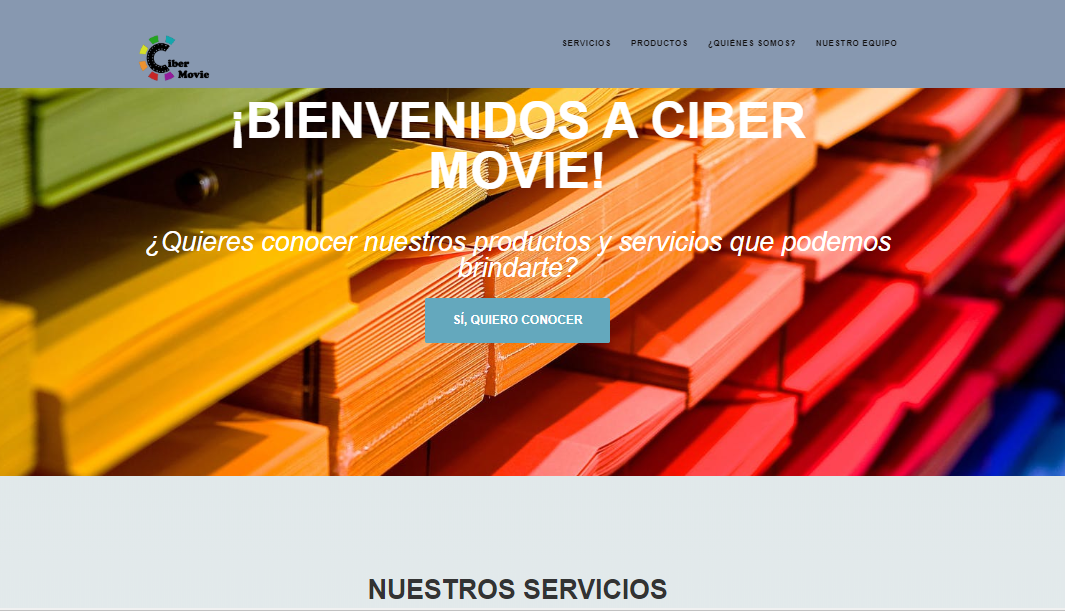 Ciber
Movie
SERVICIOS PRODUCTOS ¿QUIÉNES SOMOS? NUESTRO EQUIPO
¡BIENVENIDOS A CIBER
MOVIE!
¿Quieres conocer nuestros productos y servicios que podemos
brindarte?
SÍ, QUIERO CONOCER
NUESTROS SERVICIOS